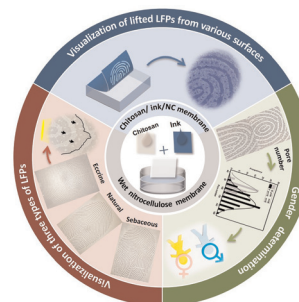 Visualization of lifted LFPs from various surfaces
Chitosan/ ink/NC membrane
Chitosan
Ink
+
Wet nitrocellulose membrane
Visualization of three types of LFPs
Eccrine
Natural
Sebaceous
Pore
number
Gender determination